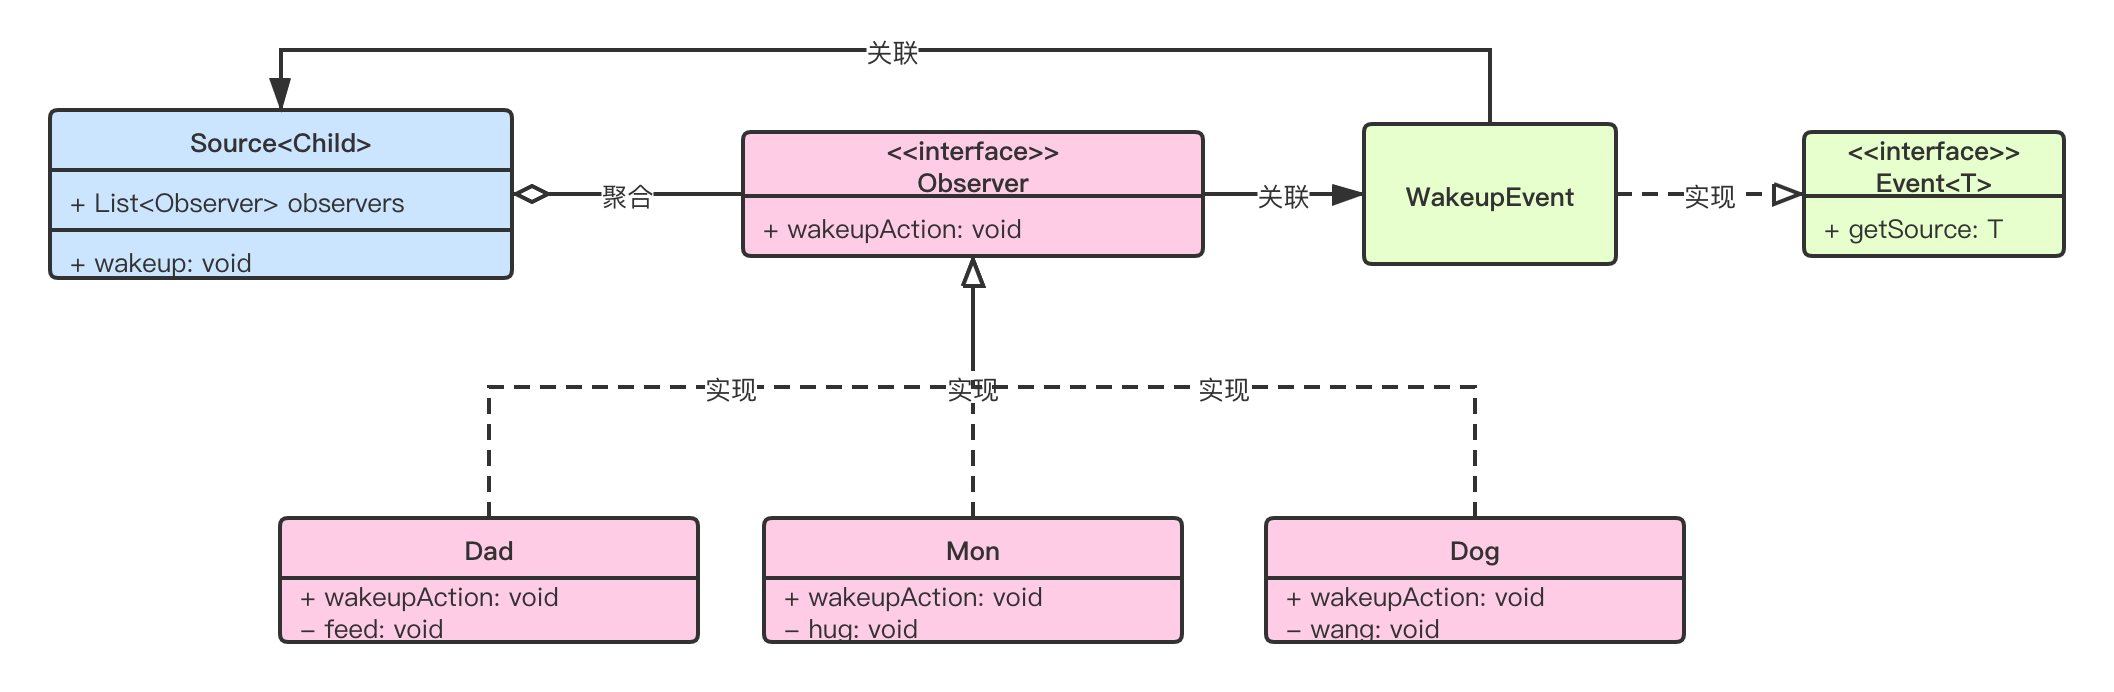 关联
Source<Child>
+ List<Observer> observers
+ wakeup: void
聚合
<<interface>>
Observer
+ wakeupAction: void
关联
WakeupEvent
实现
<<interface>>
Event<T>
+ getSource: T
实现
实现
实现
Dad
+ wakeupAction: void
− feed: void
Mon
+ wakeupAction: void
− hug: void
Dog
+ wakeupAction: void
− wang: void